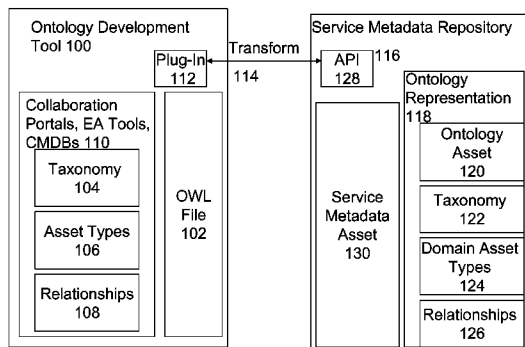 Ontology Development
Tool 100
Plug-In
112
Collaboration
Portals, EA Tools,
CMDBs 110
Taxonomy
104
Asset Types
106
Relationships
108
OWL
File
102
Transform
114
Service Metadata Repository
API
128
116
Ontology
Representation
118
Ontology
Asset
120
Taxonomy
122
Domain Asset
Types
124
Relationships
126
Service
Metadata
Asset
130